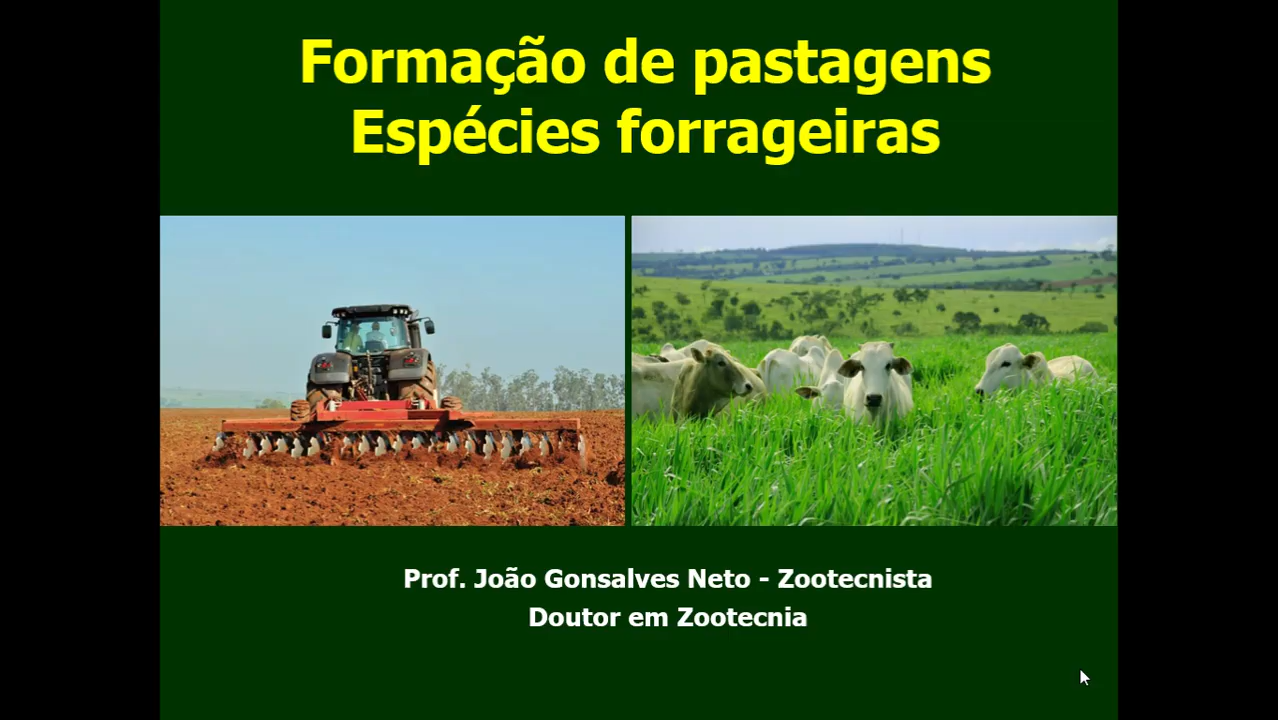 Formação de pastagens
Espécies forrageiras
Prof. João Gonsalves Neto - Zootecnista
Doutor em Zootecnia